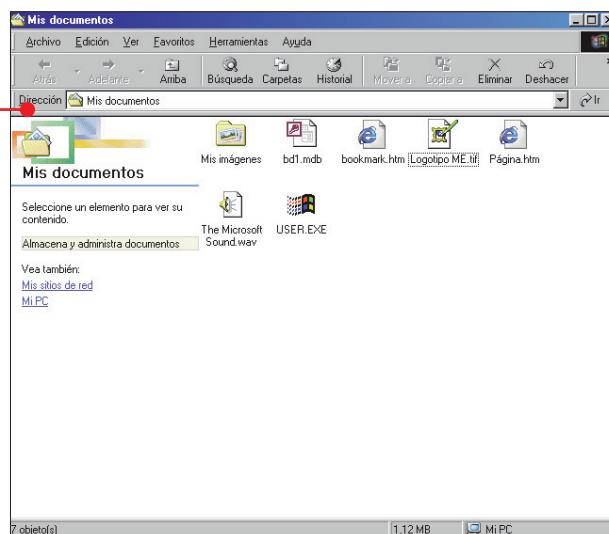 Mis documentos
Archivo Edición Ver Favoritos Herramientas Ayuda
Atrás Adelante Arriba Búsqueda Carpetas Historial Mover a Copiar a Eliminar Deshacer
Dirección Mis documentos Ir
Mis documentos
Seleccione un elemento para ver su
contenido.
Almacena y administra documentos
Vea también:
Mis sitios de red
Mi PC
Mis imágenes bd1.mdb bookmark.htm Logotipo ME.tif Página.htm
The Microsoft
Sound.wav
USER.EXE
7 objeto(s) 1.12 MB Mi PC